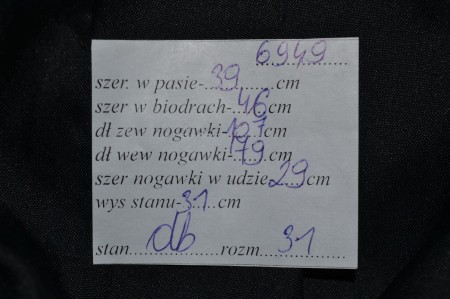 6949
szer. w pasie-39cm
szer w biodrach-46cm
dł zew nogawki-107cm
dł wew nogawki-79cm
szer nogawki w udzie 29cm
wys stanu-31cm
stan db rozm 31